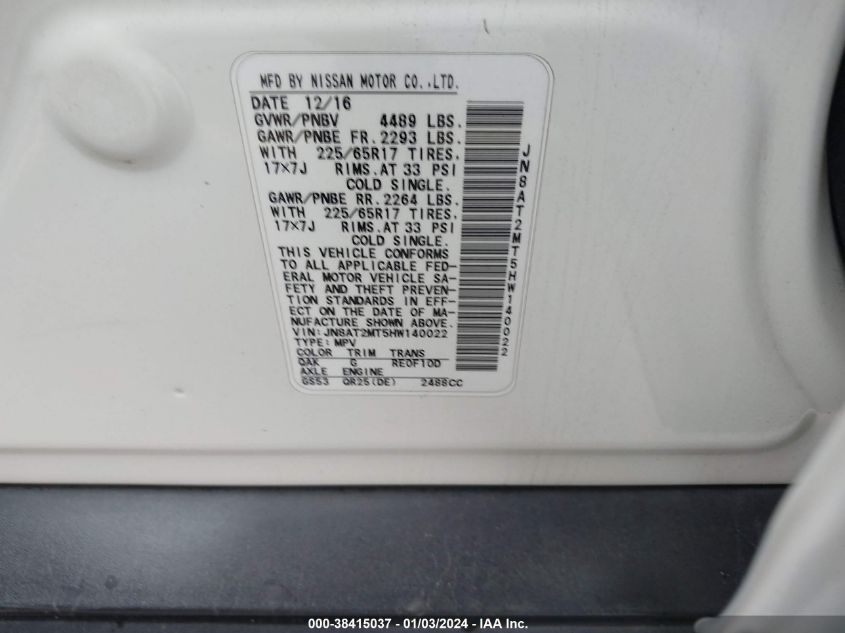 MFD BY NISSAN MOTOR CO.,LTD.
DATE 12/16
GVWR/PNBV 4489 LBS.
GAWR/PNBE FR. 2293 LBS.
WITH 225/65R17 TIRES.
17×7J RIMS. AT 33 PSI
COLD SINGLE.
GAWR/PNBE RR. 2264 LBS.
WITH 225/65R17 TIRES.
17×7J RIMS. AT 33 PSI
COLD SINGLE.
THIS VEHICLE CONFORMS
TO ALL APPLICABLE FED-
ERAL MOTOR VEHICLE SA-
FETY AND THEFT PREVEN-
TION STANDARDS IN EFF-
ECT ON THE DATE OF MA-
NUFACTURE SHOWN ABOVE.
VIN: JN8AT2MT5HW140022
TYPE: MPV
COLOR TRIM TRANS
QAK G RE0F10D
AXLE ENGINE
GS53 QR25(DE) 2488CC
JN8AT2MT5HW140022
000-38415037 - 01/03/2024 - IAA Inc.